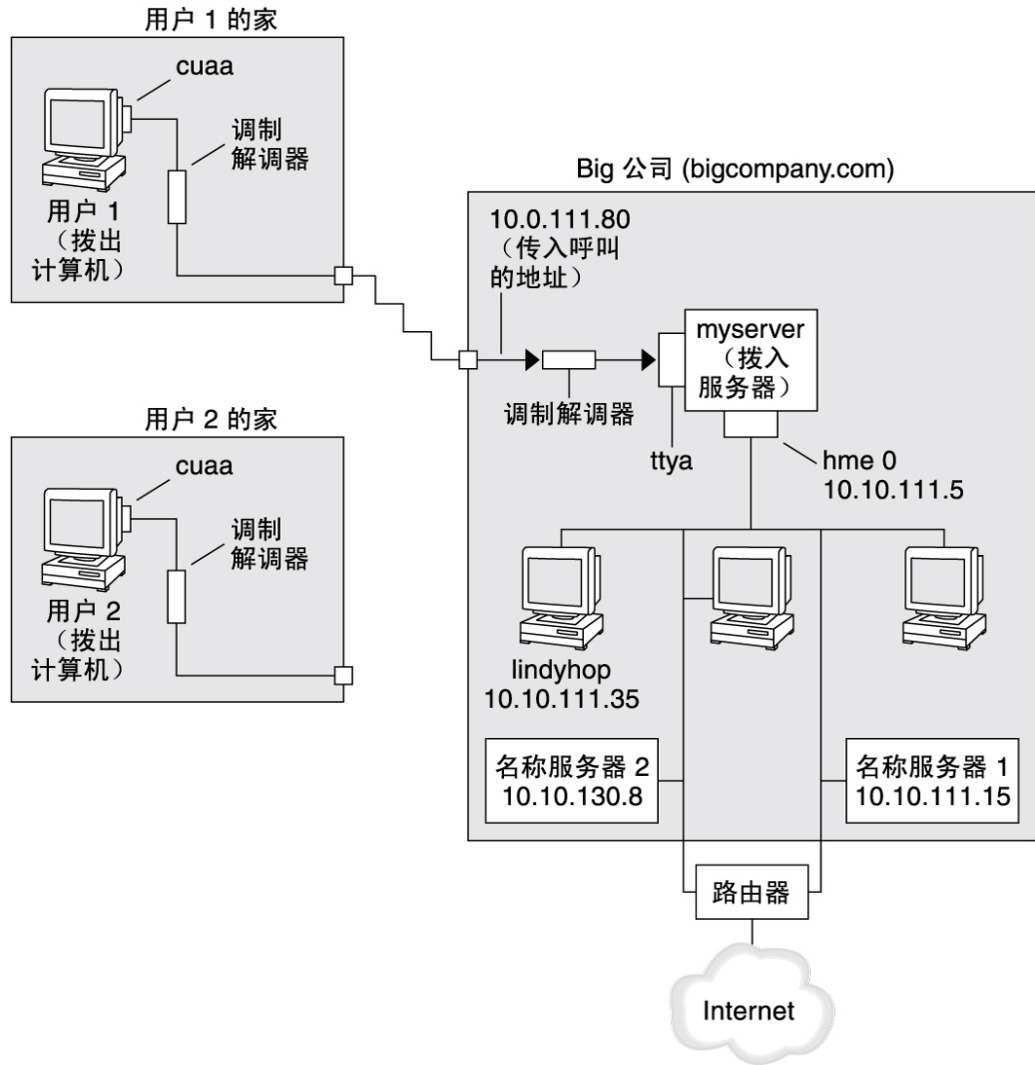 用户 1 的家
cuaa
调制
解调器
用户 1
（拨出
计算机）
Big 公司 (bigcompany.com)
10.0.111.80
（传入呼叫
的地址）
myserver
（拨入
服务器）
调制解调器
ttya
hme 0
10.10.111.5
用户 2 的家
cuaa
调制
解调器
用户 2
（拨出
计算机）
lindyhop
10.10.111.35
名称服务器 2
10.10.130.8
名称服务器 1
10.10.111.15
路由器
Internet